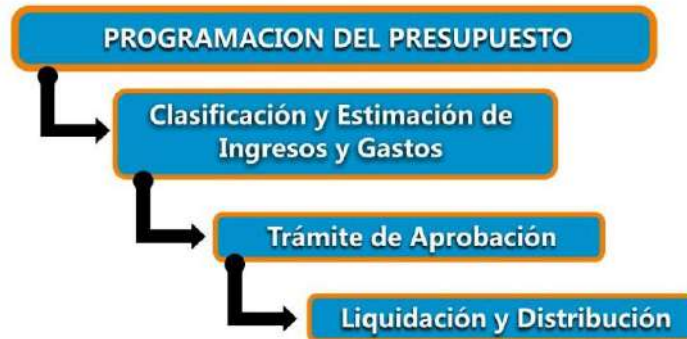 PROGRAMACION DEL PRESUPUESTO
Clasificación y Estimación de
Ingresos y Gastos
Trámite de Aprobación
Liquidación y Distribución